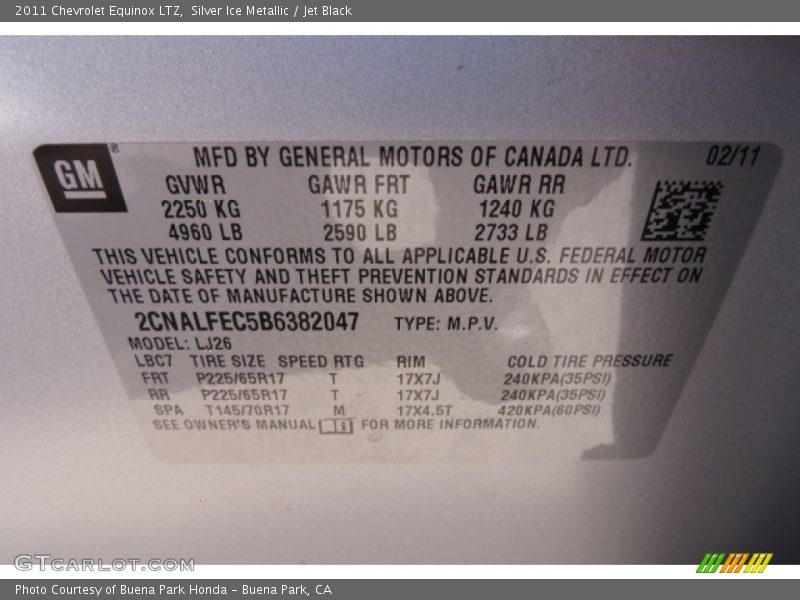 2011 Chevrolet Equinox LTZ, Silver Ice Metallic / Jet Black
GM®
MFD BY GENERAL MOTORS OF CANADA LTD. 02/11
GVWR GAWR FRT GAWR RR
2250 KG 1175 KG 1240 KG
4960 LB 2590 LB 2733 LB
THIS VEHICLE CONFORMS TO ALL APPLICABLE U.S. FEDERAL MOTOR
VEHICLE SAFETY AND THEFT PREVENTION STANDARDS IN EFFECT ON
THE DATE OF MANUFACTURE SHOWN ABOVE.
2CNALFEC5B6382047 TYPE: M.P.V.
MODEL: LJ26
LBC7 TIRE SIZE SPEED RTG RIM COLD TIRE PRESSURE
FRT P225/65R17 T 17X7J 240KPA(35PSI)
RR P225/65R17 T 17X7J 240KPA(35PSI)
SPA T145/70R17 M 17X4.5T 420KPA(60PSI)
SEE OWNER'S MANUAL i FOR MORE INFORMATION.
GTCARLOT.COM
Photo Courtesy of Buena Park Honda - Buena Park, CA